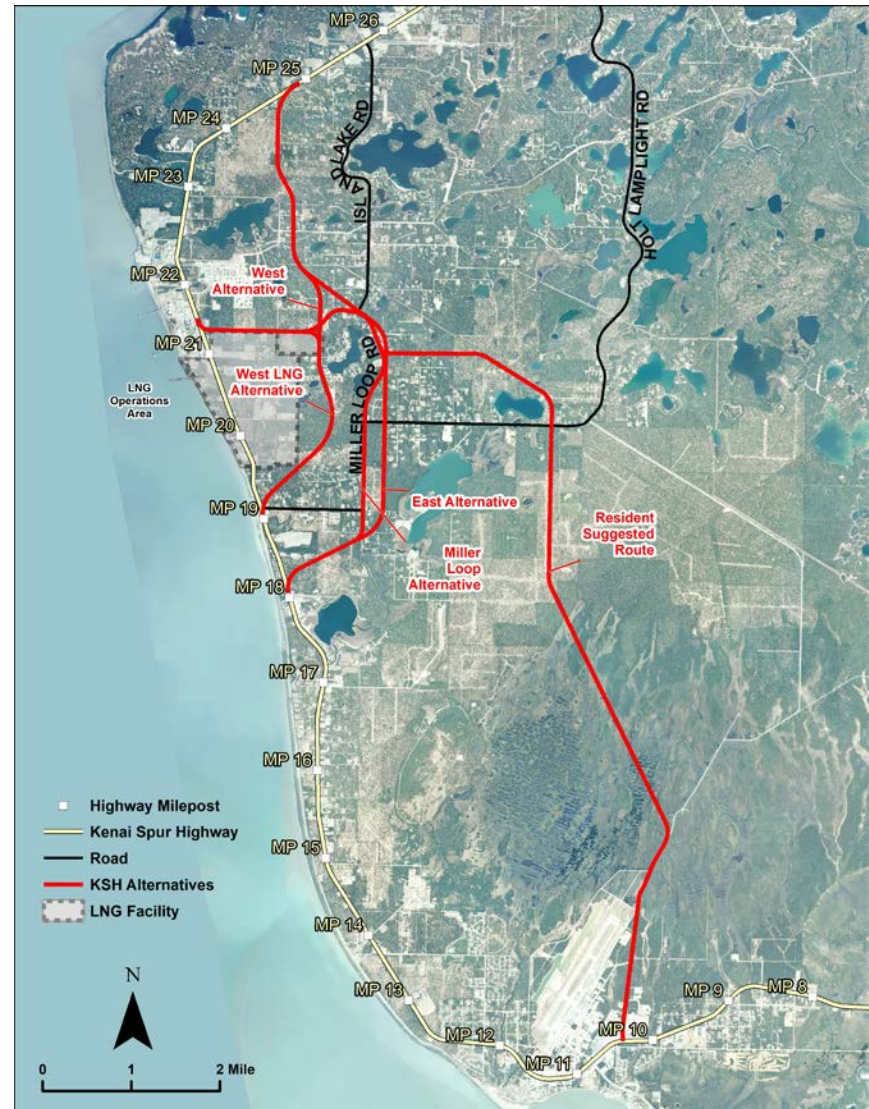 MP 26
MP 25
MP 24
MP 23
MP 22
MP 21
MP 20
MP 19
MP 18
MP 17
MP 16
MP 15
MP 14
MP 13
MP 12
MP 11
MP 10
MP 9
MP 8
ISLAND LAKE RD
HOLT LAMPLIGHT RD
MILLER LOOP RD
West
Alternative
West LNG
Alternative
LNG
Operations
Area
East Alternative
Miller
Loop
Alternative
Resident
Suggested
Route
Highway Milepost
Kenai Spur Highway
Road
KSH Alternatives
LNG Facility
N
0 1 2 Mile